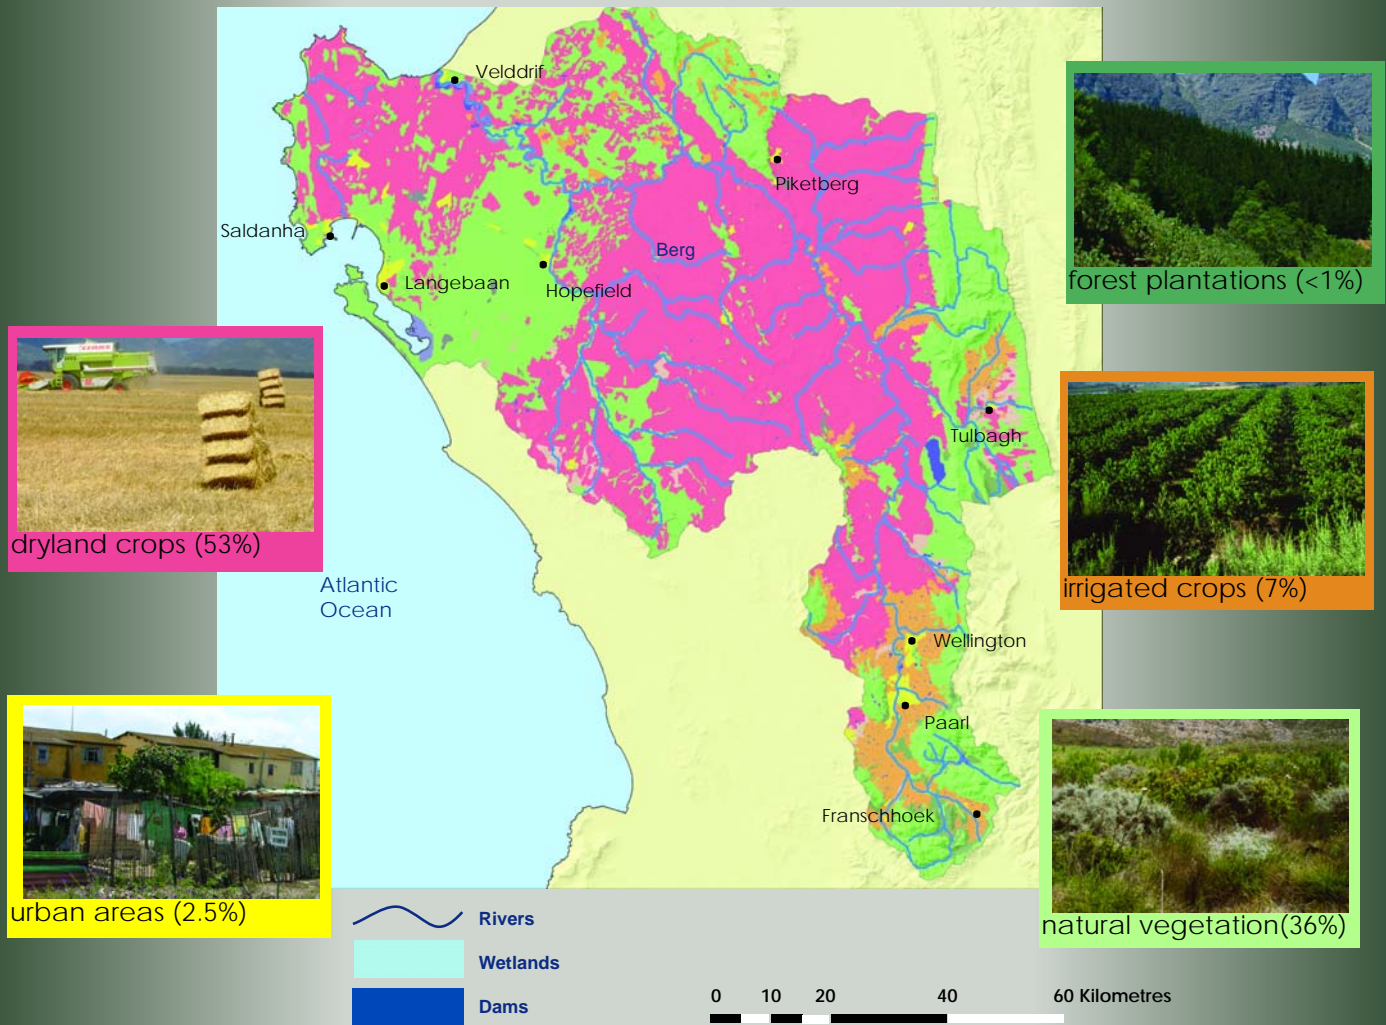 Velddrif
Piketberg
Saldanha
Berg
Langebaan
Hopefield
forest plantations (<1%)
Tulbagh
dryland crops (53%)
Atlantic
Ocean
irrigated crops (7%)
Wellington
Paarl
Franschhoek
urban areas (2.5%)
natural vegetation(36%)
Rivers
Wetlands
Dams
0 10 20 40 60 Kilometres